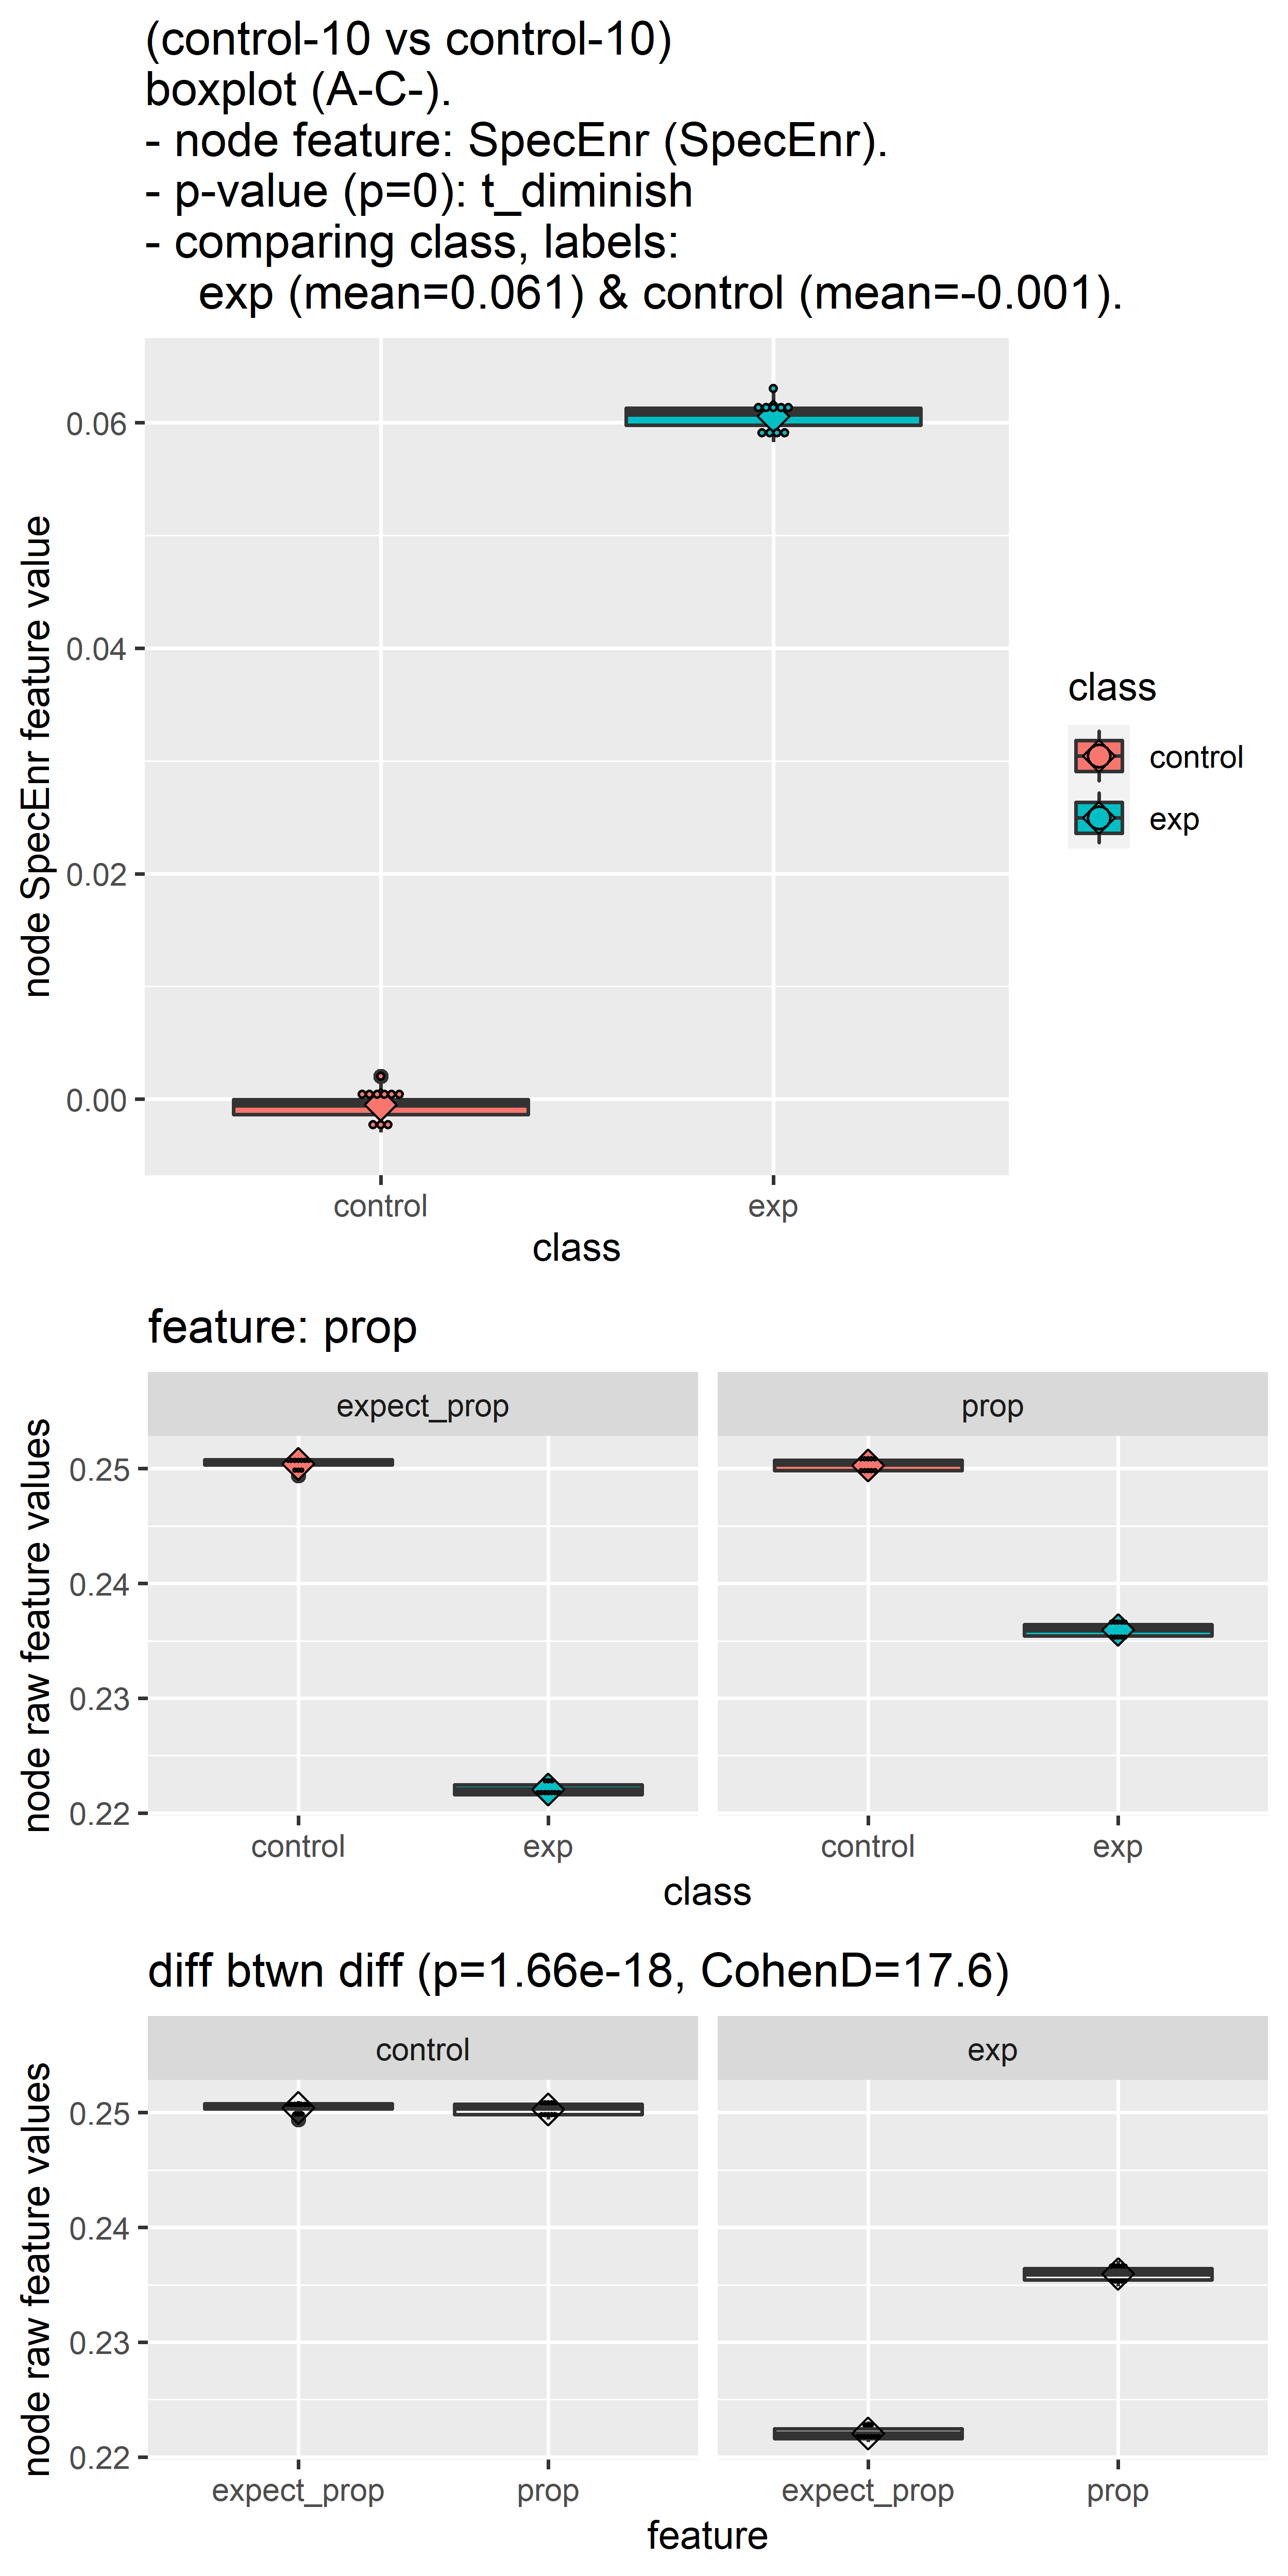 (control-10 vs control-10)
boxplot (A-C-).
- node feature: SpecEnr (SpecEnr).
- p-value (p=0): t_diminish
- comparing class, labels:
exp (mean=0.061) & control (mean=-0.001).
node SpecEnr feature value
0.06
0.04
0.02
0.00
control
exp
class
class
control
exp
feature: prop
expect_prop
prop
node raw feature values
0.25
0.24
0.23
0.22
control
exp
control
exp
class
diff btwn diff (p=1.66e-18, CohenD=17.6)
control
exp
node raw feature values
0.25
0.24
0.23
0.22
expect_prop
prop
expect_prop
prop
feature